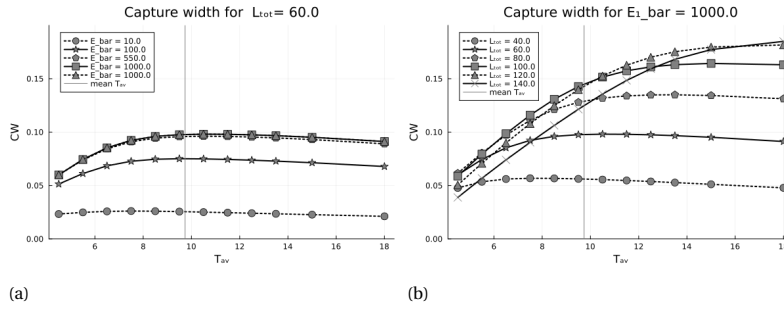 Capture width for Lₜₒₜ= 60.0
CW
0.15
0.10
0.05
0.00
E_bar = 10.0
E_bar = 100.0
E_bar = 550.0
E_bar = 1000.0
E_bar = 1000.0
mean Tₐᵥ
6 8 10 12 14 16 18
Tₐᵥ
(a)
Capture width for E₁_bar = 1000.0
CW
0.15
0.10
0.05
0.00
Lₜₒₜ = 40.0
Lₜₒₜ = 60.0
Lₜₒₜ = 80.0
Lₜₒₜ = 100.0
Lₜₒₜ = 120.0
Lₜₒₜ = 140.0
mean Tₐᵥ
6 8 10 12 14 16 18
Tₐᵥ
(b)